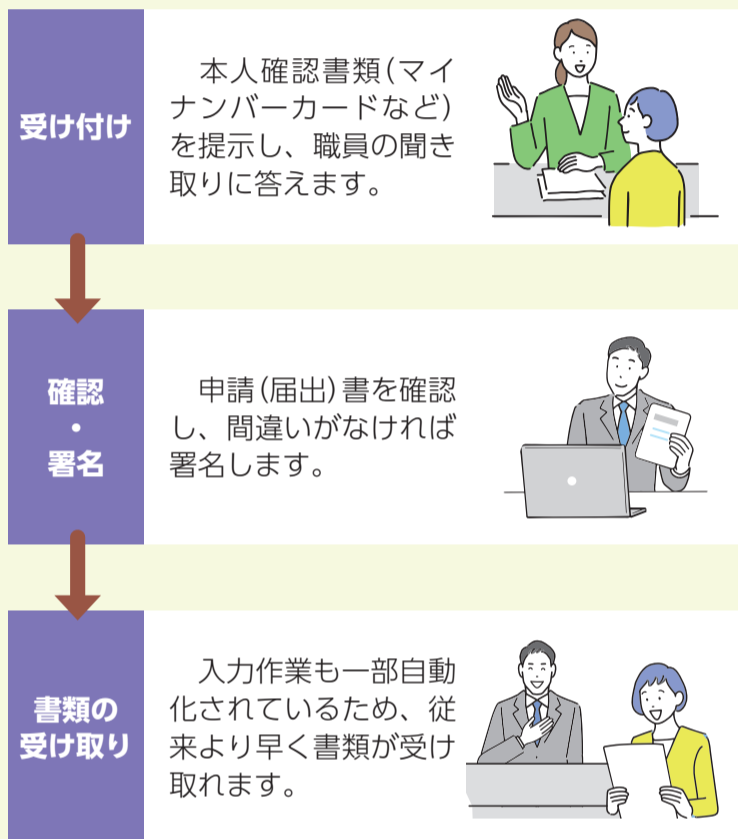 受け付け
　本人確認書類(マイ
ナンバーカードなど)
を提示し、職員の聞き
取りに答えます。
確認
・
署名
　申請(届出)書を確認
し、間違いがなければ
署名します。
書類の
受け取り
　入力作業も一部自動
化されているため、従
来より早く書類が受け
取れます。